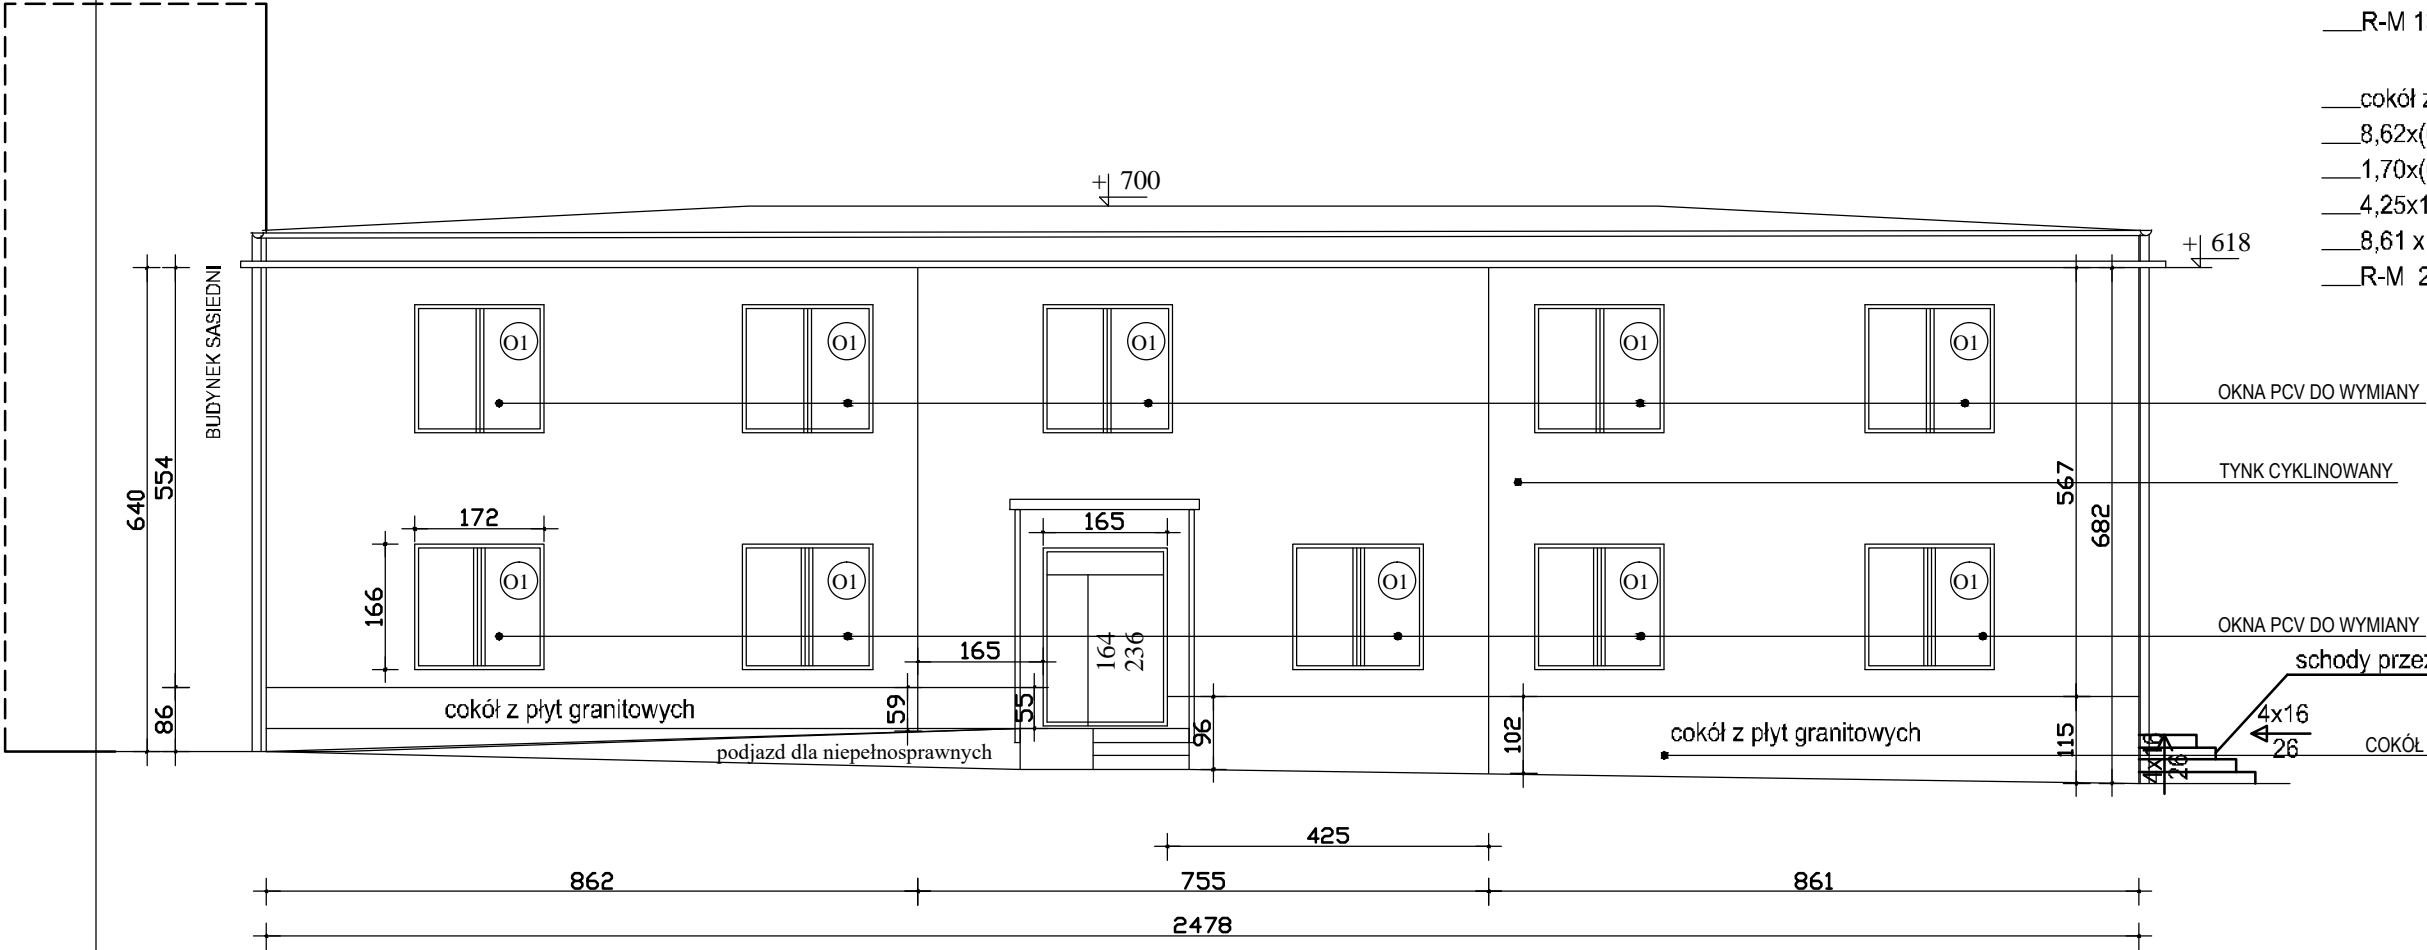 R-M 1
cokół z
8,62x(
1,70x(
4,25x1
8,61 x
R-M 2
+ 700
+ 618
BUDYNEK SASIEDNI
O1
O1
O1
O1
O1
OKNA PCV DO WYMIANY
TYNK CYKLINOWANY
640
554
567
682
172
165
O1
O1
O1
O1
O1
166
164
236
OKNA PCV DO WYMIANY
165
schody przez
86
cokół z płyt granitowych
59
55
96
102
cokół z płyt granitowych
115
4x16
26
4x16
26
COKÓŁ
podjazd dla niepełnosprawnych
425
862
755
861
2478